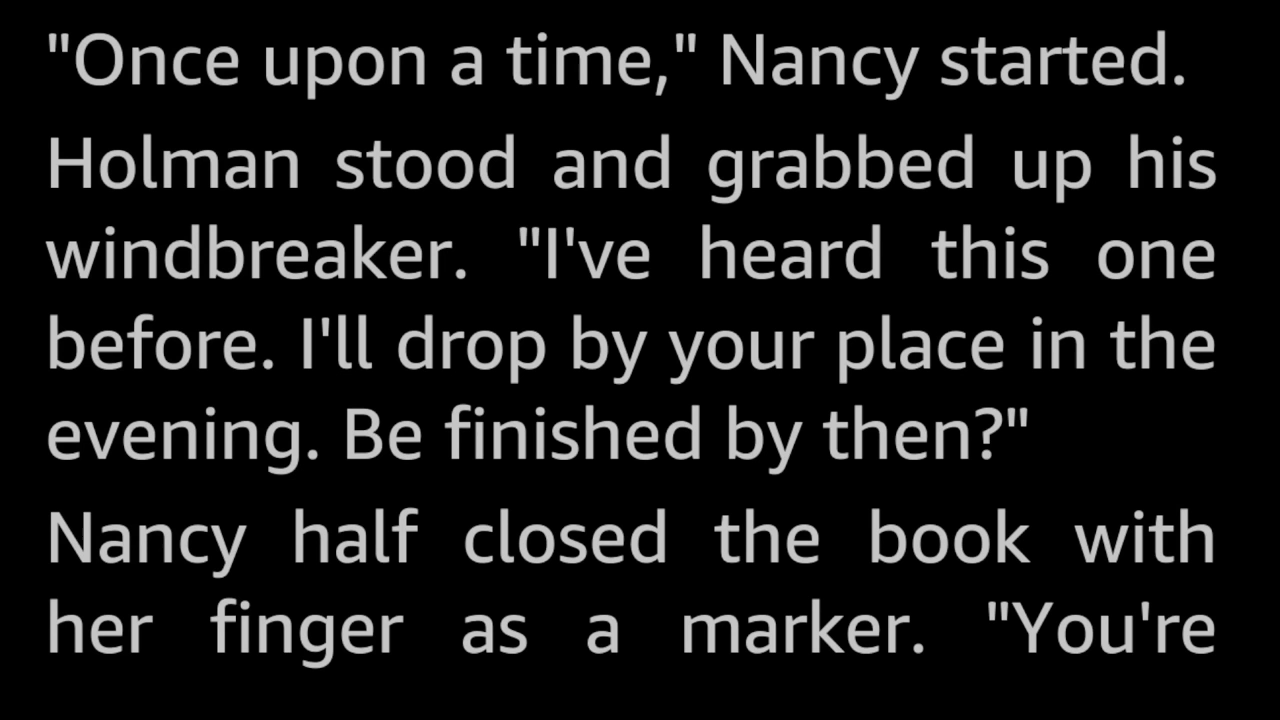 "Once upon a time," Nancy started.
Holman stood and grabbed up his
windbreaker. "I've heard this one
before. I'll drop by your place in the
evening. Be finished by then?"
Nancy half closed the book with
her finger as a marker. "You're